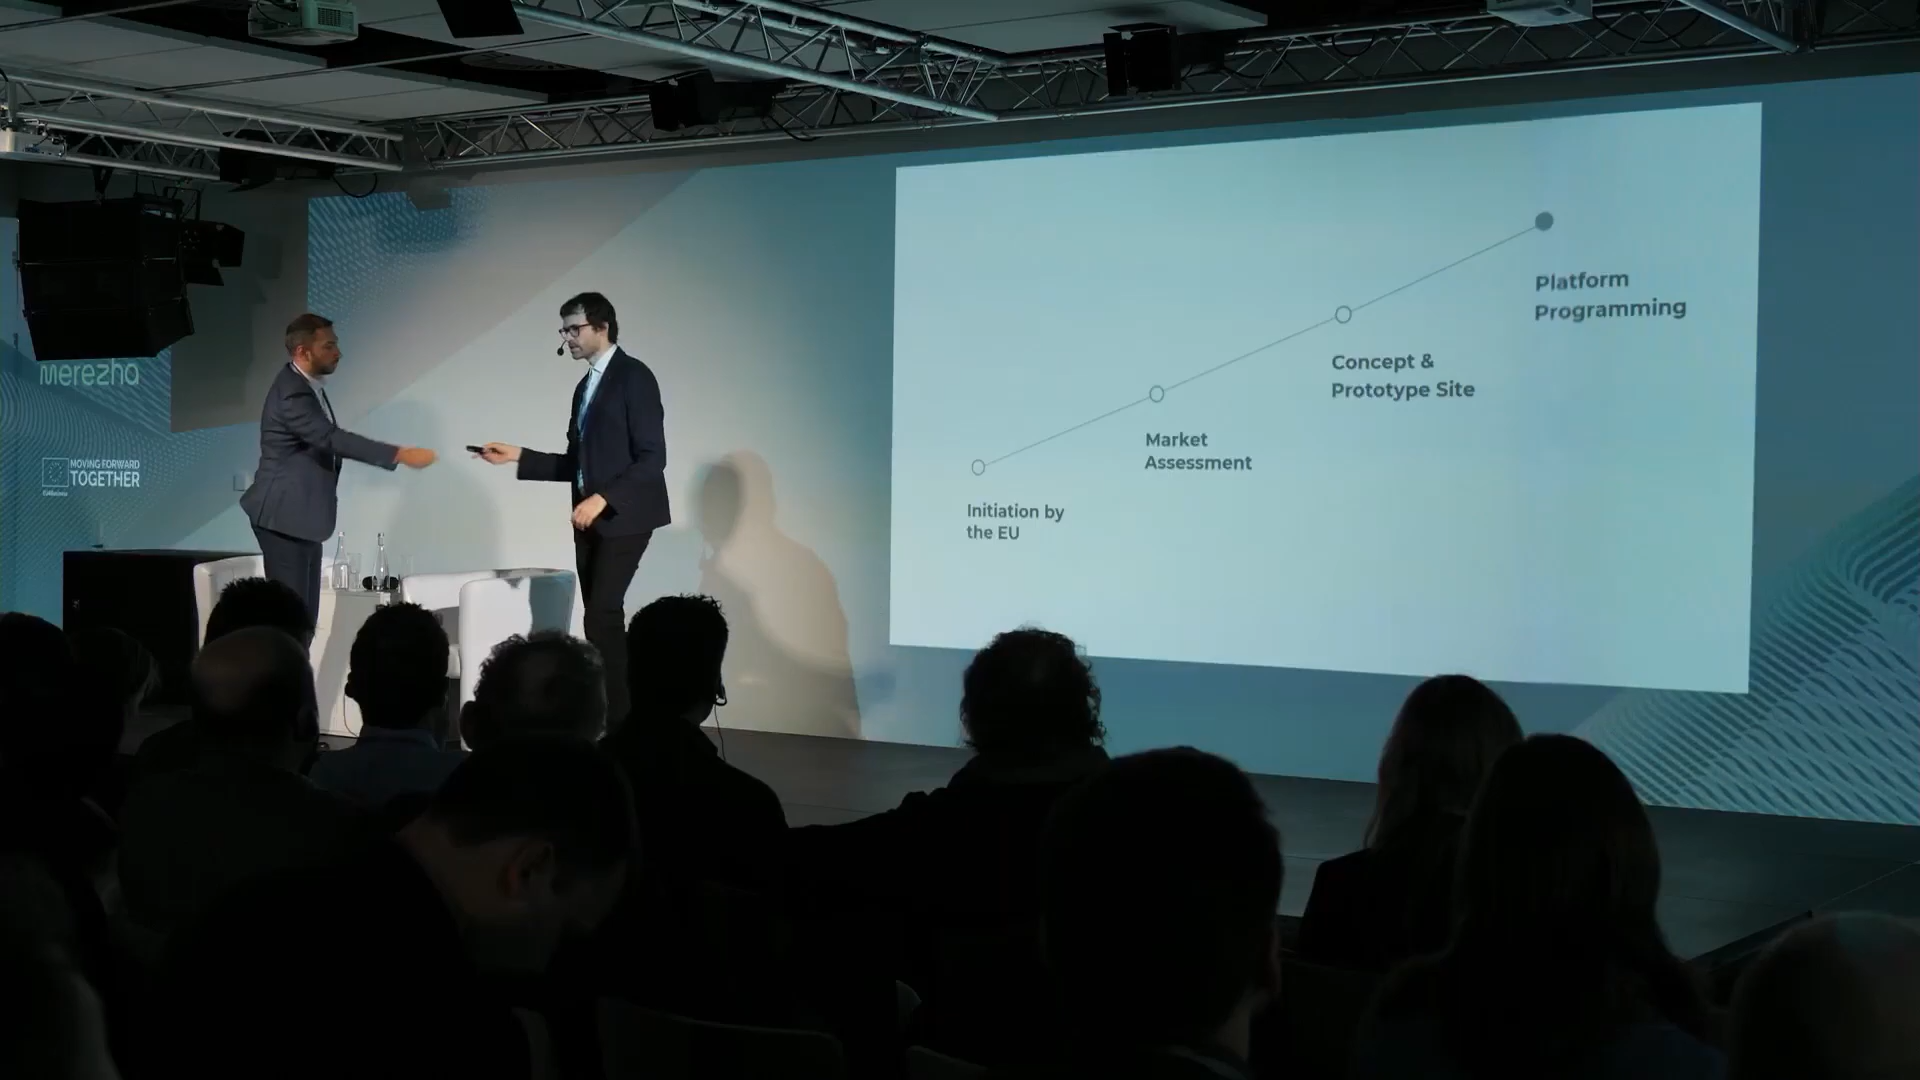 merezha
MOVING FORWARD
TOGETHER
Platform
Programming
Concept &
Prototype Site
Market
Assessment
Initiation by
the EU